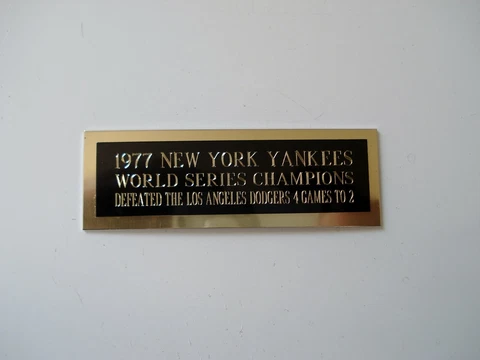 1977 NEW YORK YANKEES
WORLD SERIES CHAMPIONS
DEFEATED THE LOS ANGELES DODGERS 4 GAMES TO 2